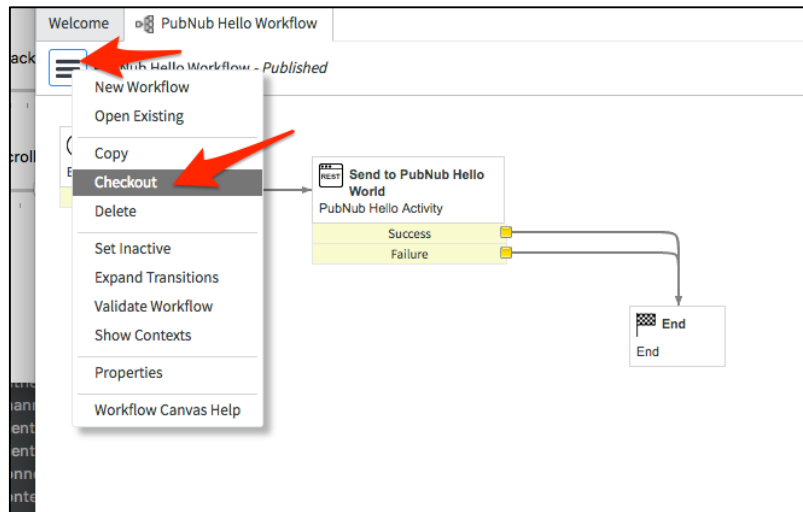 Welcome
PubNub Hello Workflow
PubNub Hello Workflow - Published
New Workflow
Open Existing
Copy
Checkout
Delete
Set Inactive
Expand Transitions
Validate Workflow
Show Contexts
Properties
Workflow Canvas Help
REST
Send to PubNub Hello
World
PubNub Hello Activity
Success
Failure
End
End